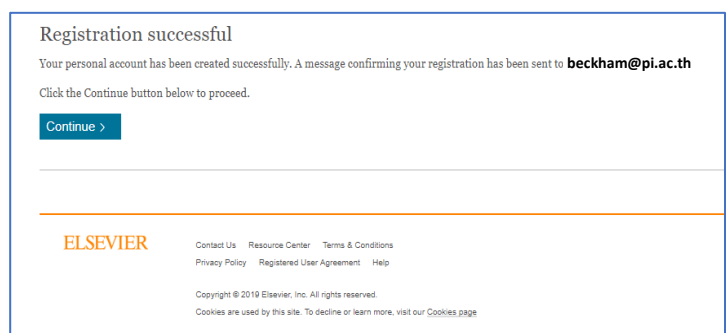 Registration successful
Your personal account has been created successfully. A message confirming your registration has been sent to beckham@pi.ac.th
Click the Continue button below to proceed.
Continue >
ELSEVIER
Contact Us Resource Center Terms & Conditions
Privacy Policy Registered User Agreement Help
Copyright © 2019 Elsevier, Inc. All rights reserved.
Cookies are used by this site. To decline or learn more, visit our Cookies page